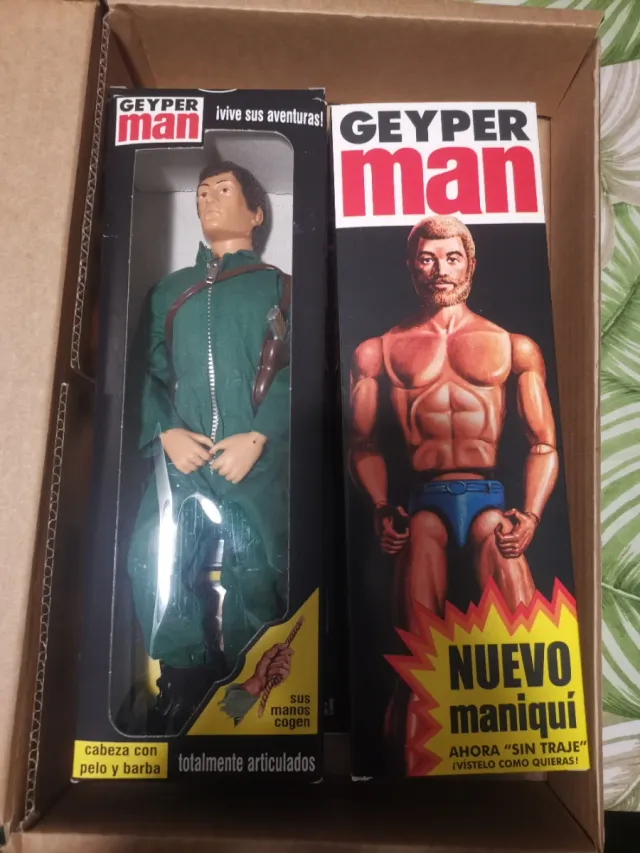 GEYPER
man
¡vive sus aventuras!
sus
manos
cogen
cabeza con
pelo y barba
totalmente articulados
GEYPER
man
NUEVO
maniquí
AHORA "SIN TRAJE"
¡VÍSTELO COMO QUIERAS!